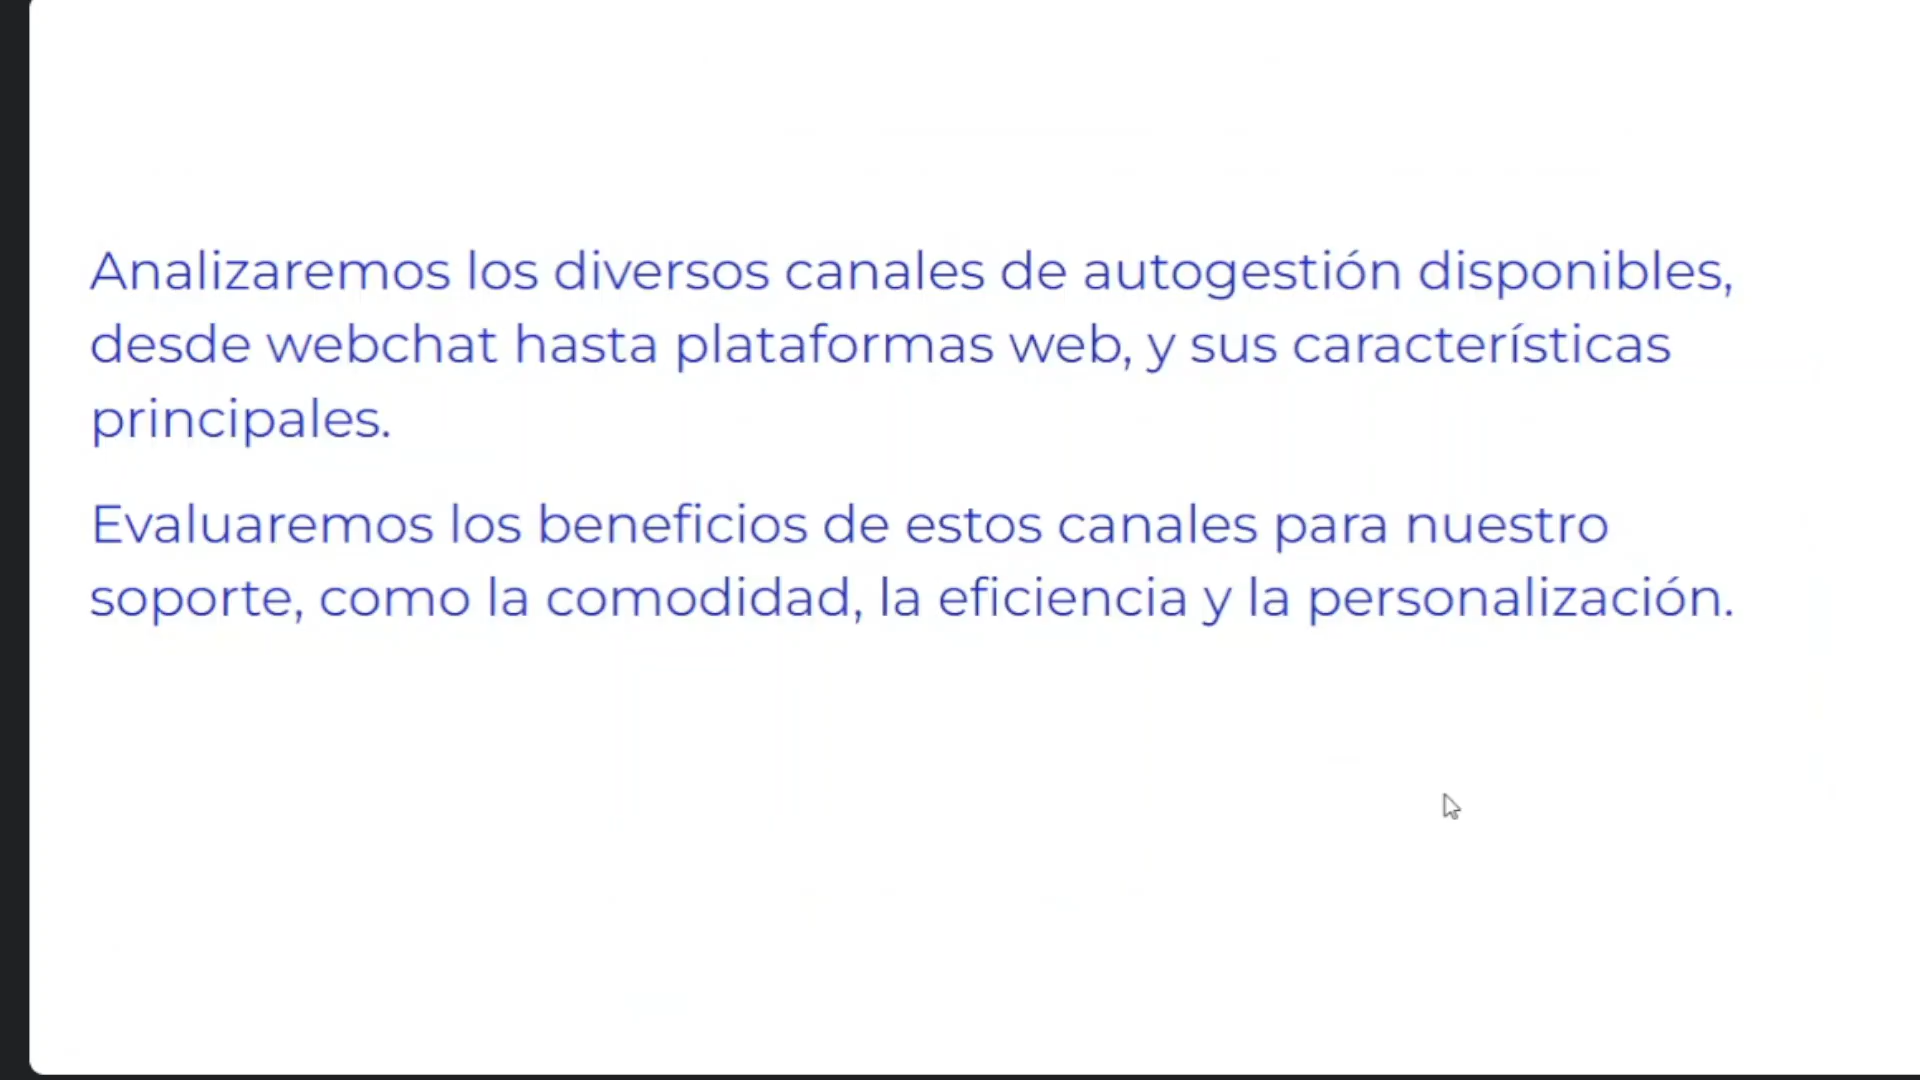 Analizaremos los diversos canales de autogestión disponibles,
desde webchat hasta plataformas web, y sus características
principales.
Evaluaremos los beneficios de estos canales para nuestro
soporte, como la comodidad, la eficiencia y la personalización.